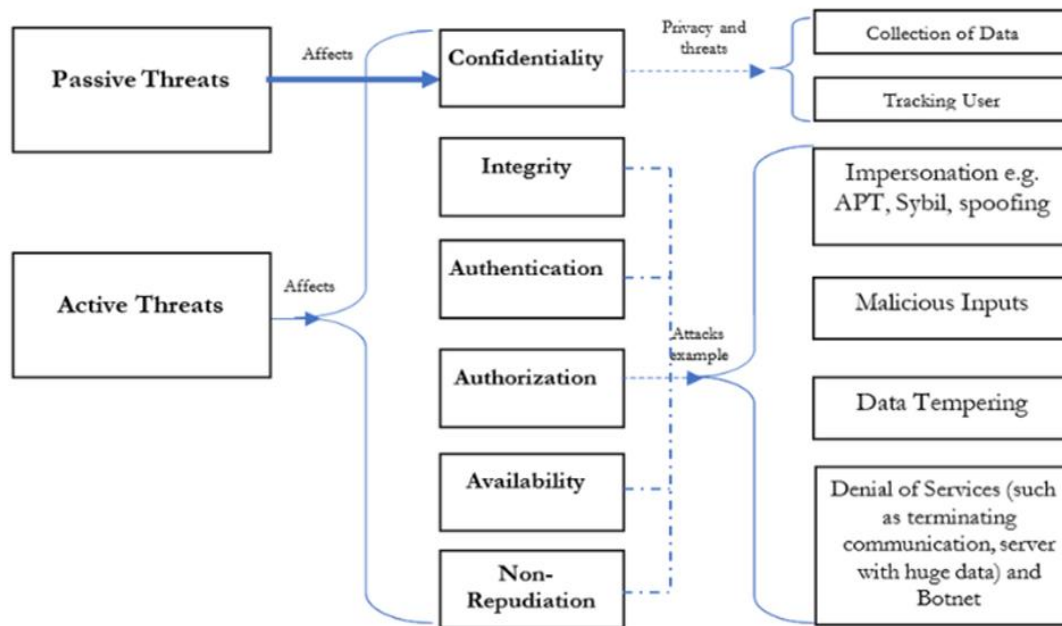 Passive Threats
Affects
Confidentiality
Privacy and
threats
Collection of Data
Tracking User
Integrity
Impersonation e.g.
APT, Sybil, spoofing
Active Threats
Affects
Authentication
Malicious Inputs
Attacks
example
Authorization
Data Tempering
Availability
Denial of Services (such
as terminating
communication, server
with huge data) and
Botnet
Non-
Repudiation